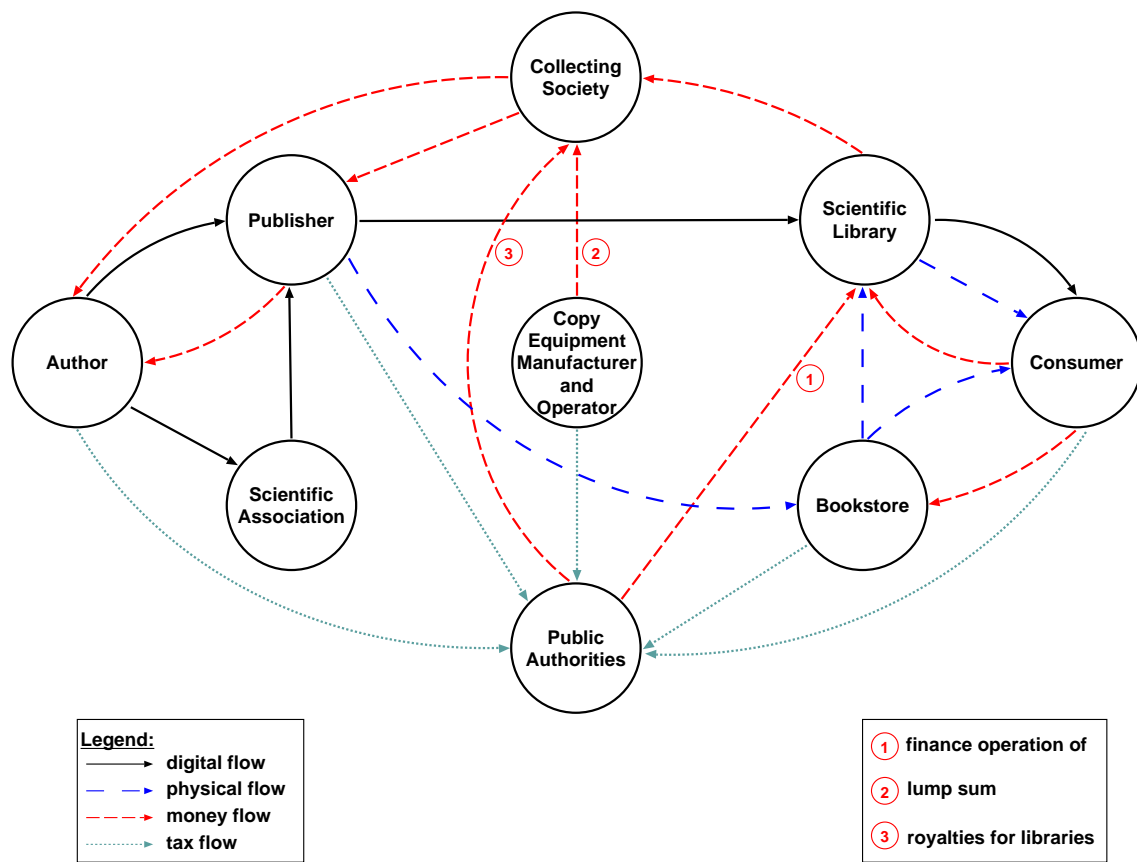 Collecting
Society
Publisher
Scientific
Library
3
2
Copy
Equipment
Manufacturer
and
Operator
Author
Consumer
1
Scientific
Association
Bookstore
Public
Authorities
Legend:
digital flow
physical flow
money flow
tax flow
1 finance operation of
2 lump sum
3 royalties for libraries